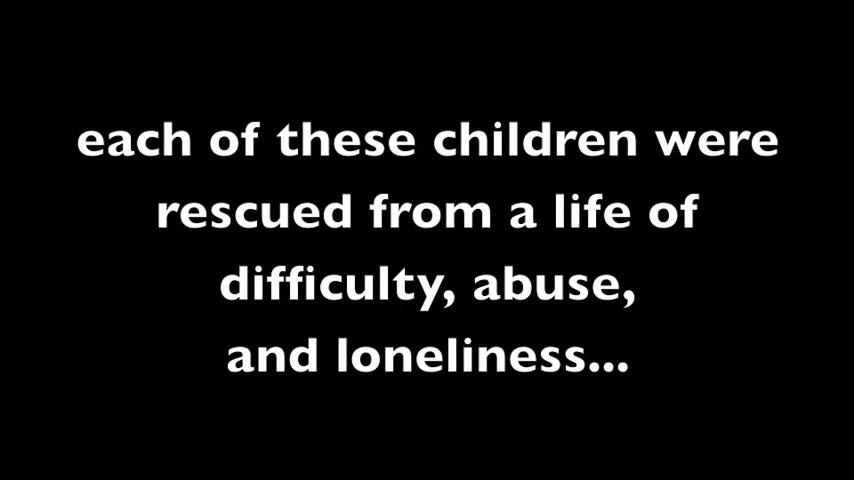 each of these children were
rescued from a life of
difficulty, abuse,
and loneliness...